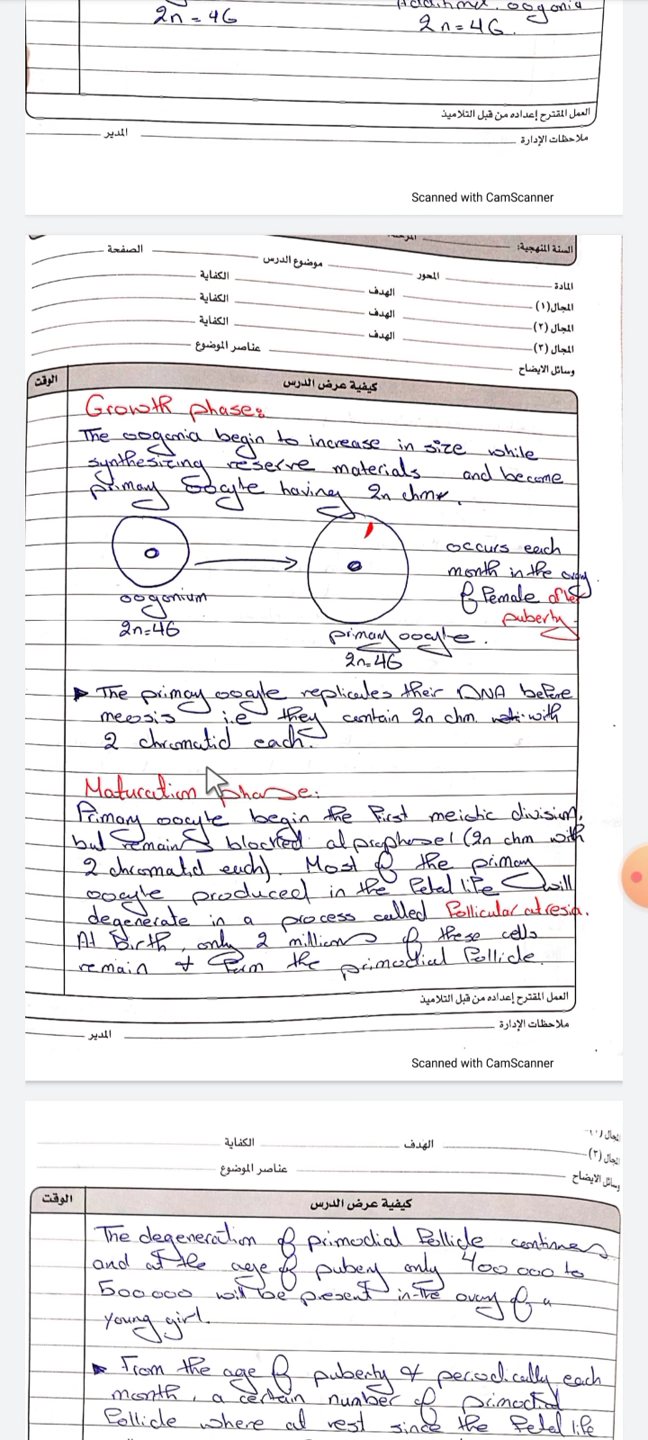 2n = 46
2n = 46.
العمل المقترح إعداده من قبل التلاميذ
ملاحظات الإدارة
المدير
Scanned with CamScanner
السنة المنهجية:
المادة
المحور
موضوع الدرس
الصفحة
المجال (١)
الهدف
الكفاية
المجال (٢)
الهدف
الكفاية
المجال (٣)
الهدف
الكفاية
وسائل الايضاح
عناصر الموضوع
كيفية عرض الدرس
الوقت
Growth phase:
The oogonia begin to increase in size while
synthesizing reserve materials and become
primary oocyte having 2n chm.
occurs each
month in the ovary
of Female after
puberty
oogonium
2n=46
primary oocyte.
2n=46
The primary oocyte replicates their DNA before
meosis i.e they contain 2n chm. with
2 chromatid each.
Maturation phase:
Primary oocyte begin the first meiotic division,
but remains blocked at prophase1 (2n chm with
2 chromatid each). Most of the primary
oocyte produced in the fetal life will
degenerate in a process called Follicular atresia.
At Birth, only 2 millions of these cells
remain & form the primodial follicle.
العمل المقترح إعداده من قبل التلاميذ
ملاحظات الإدارة
المدير
Scanned with CamScanner
الهدف
الكفاية
وسائل الايضاح
عناصر الموضوع
كيفية عرض الدرس
الوقت
The degeneration of primodial follicle continues
and at the age of pubery only 400 000 to
500 000 will be present in the ovary of a
young girl.
From the age of puberty & periodically each
month, a certain number of primodial
follicle where at rest since the fetal life